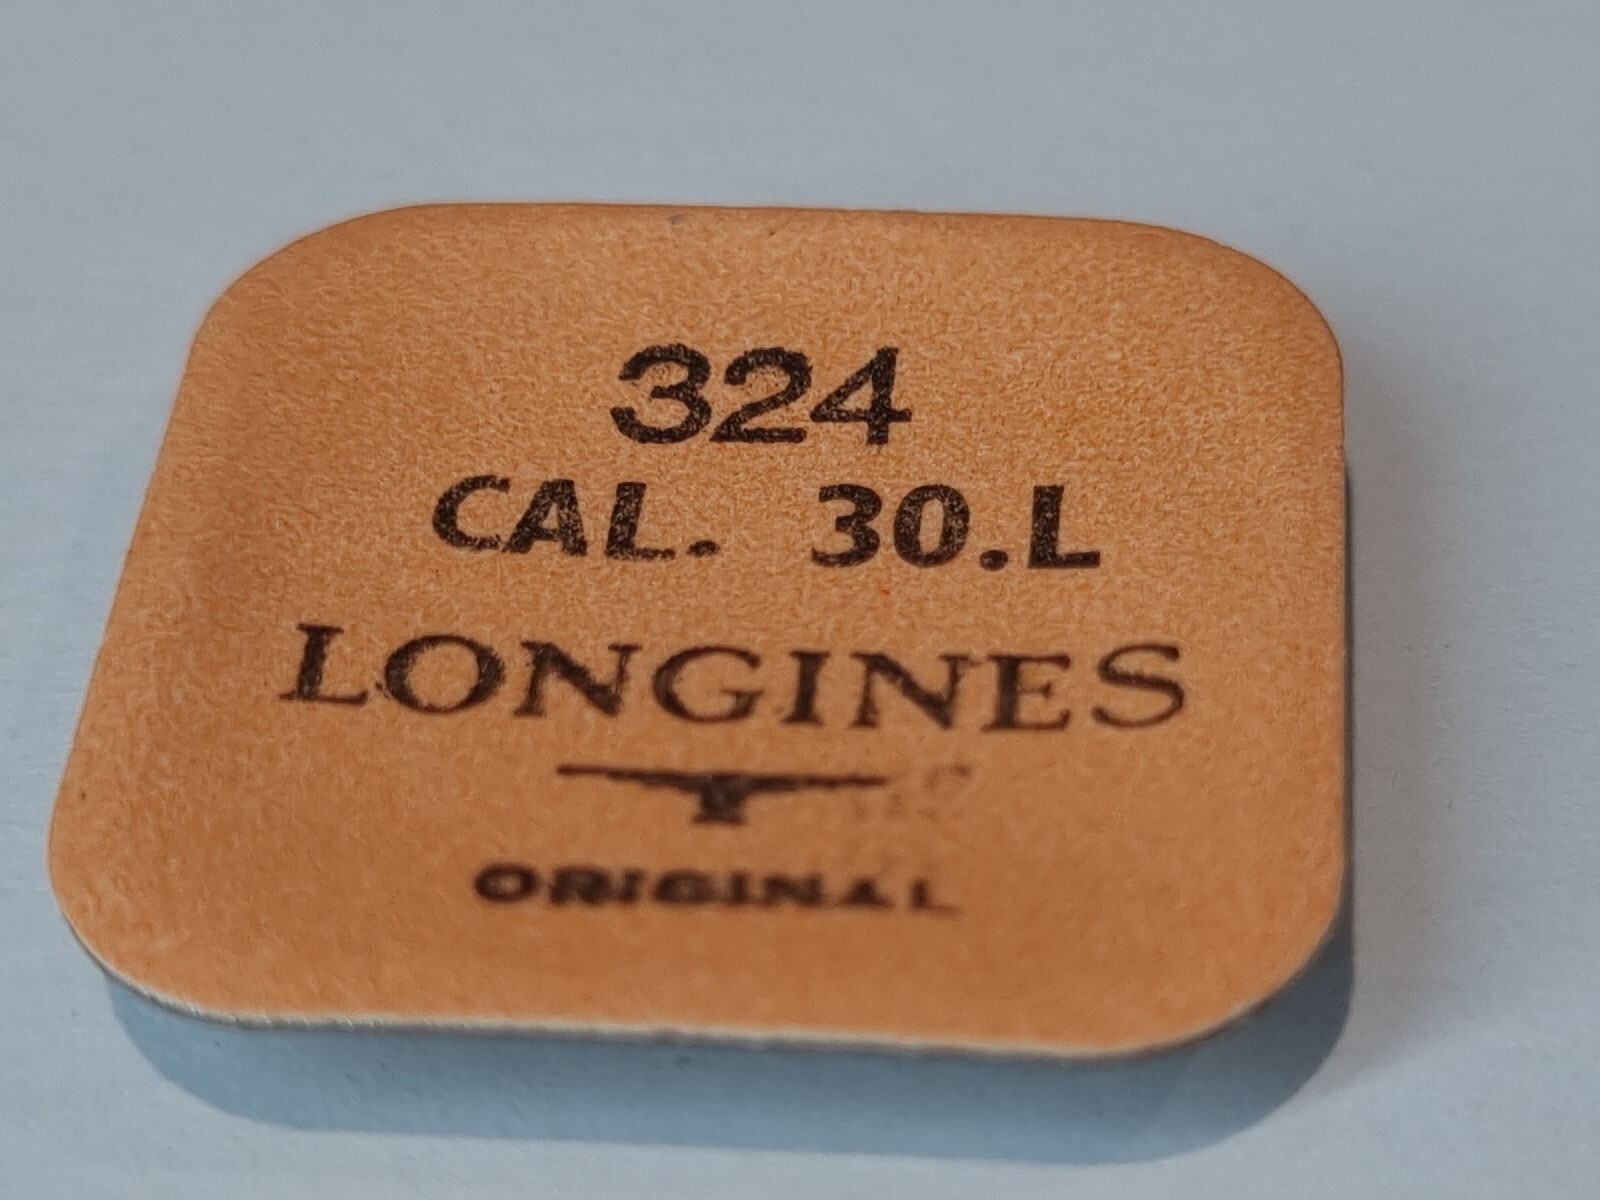 324
CAL. 30.L
LONGINES
ORIGINAL